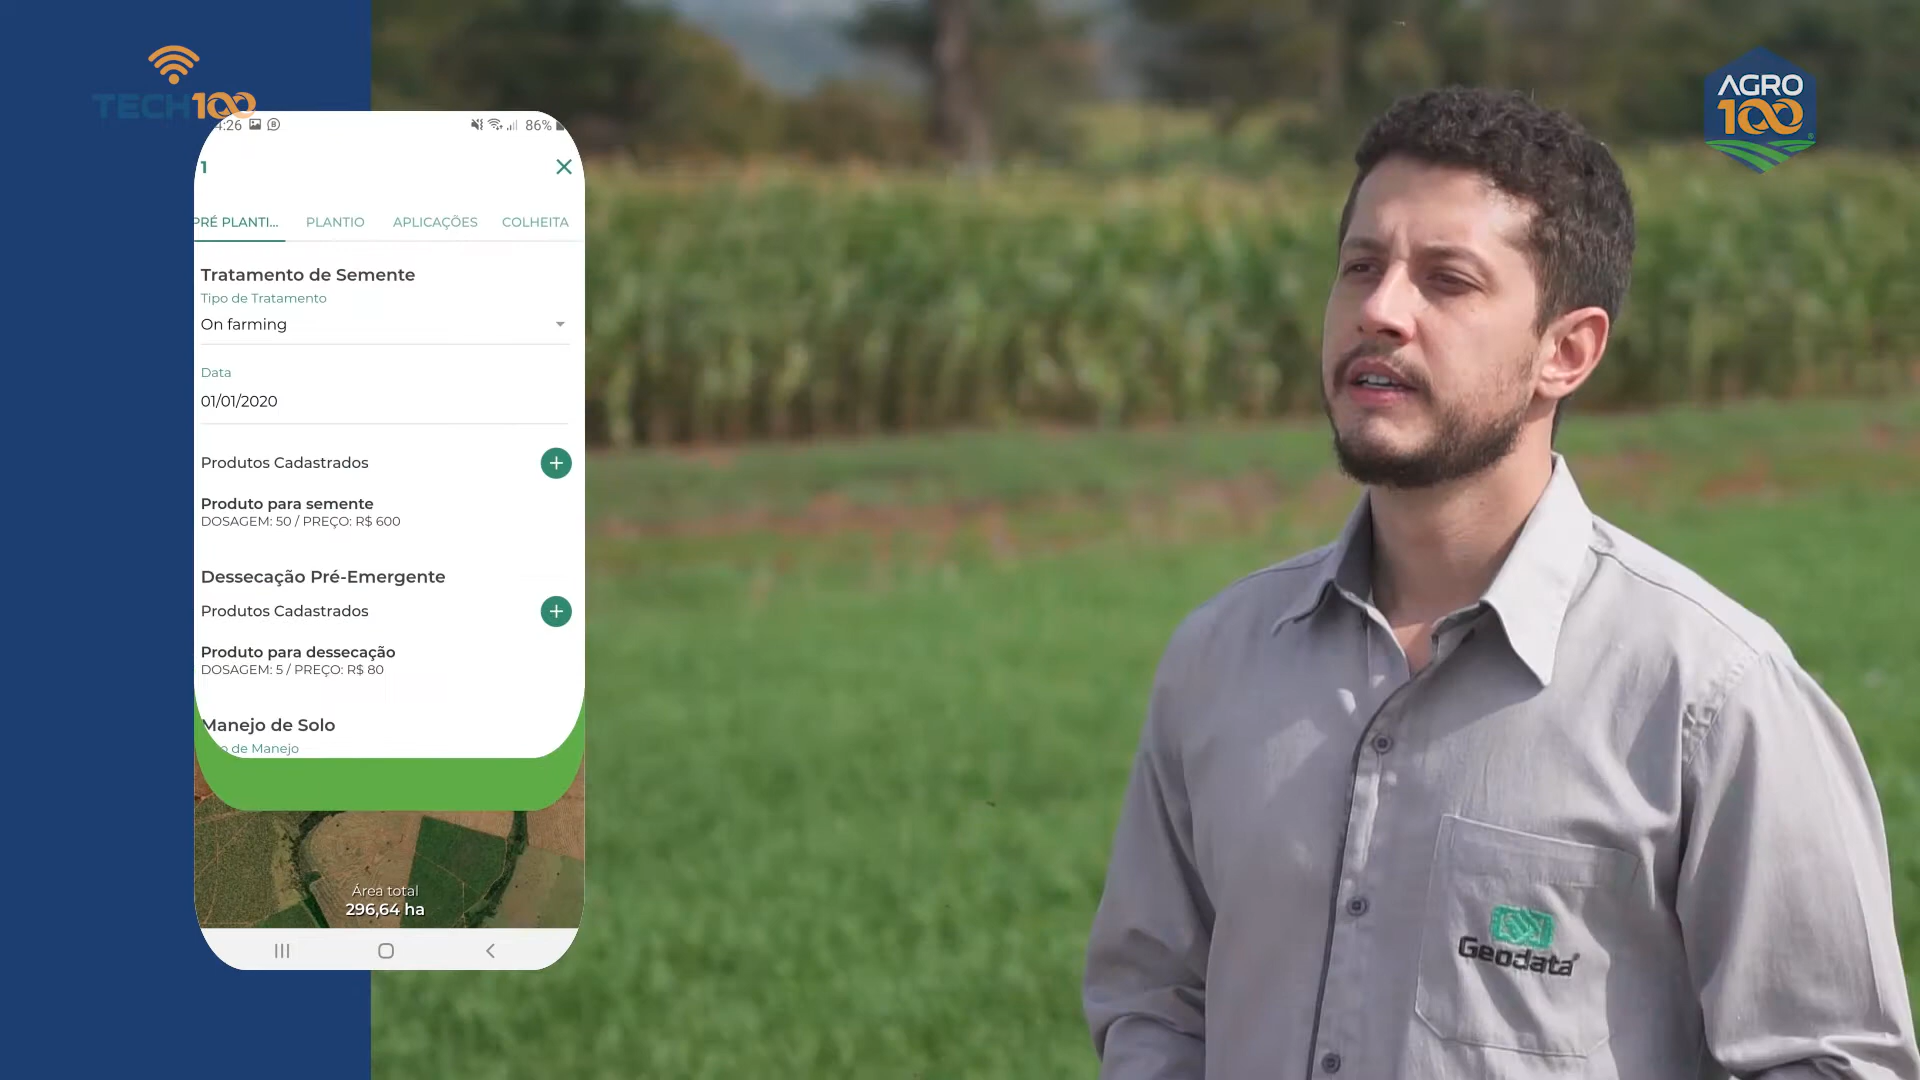 TECH100
4:26
86%
1
PRÉ PLANTI...
PLANTIO
APLICAÇÕES
COLHEITA
Tratamento de Semente
Tipo de Tratamento
On farming
Data
01/01/2020
Produtos Cadastrados
Produto para semente
DOSAGEM: 50 / PREÇO: R$ 600
Dessecação Pré-Emergente
Produtos Cadastrados
Produto para dessecação
DOSAGEM: 5 / PREÇO: R$ 80
Manejo de Solo
de Manejo
Área total
296,64 ha
AGRO
100
Geodata